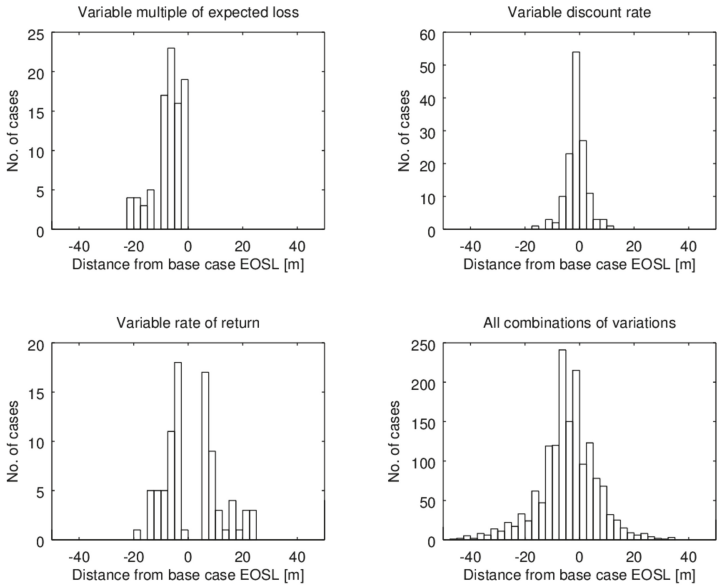 Variable multiple of expected loss
25
20
15
10
5
0
No. of cases
-40 -20 0 20 40
Distance from base case EOSL [m]
Variable discount rate
60
50
40
30
20
10
0
No. of cases
-40 -20 0 20 40
Distance from base case EOSL [m]
Variable rate of return
20
15
10
5
0
No. of cases
-40 -20 0 20 40
Distance from base case EOSL [m]
All combinations of variations
250
200
150
100
50
0
No. of cases
-40 -20 0 20 40
Distance from base case EOSL [m]